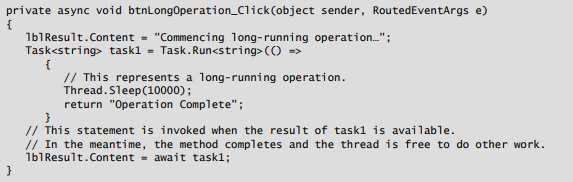 private async void btnLongOperation_Click(object sender, RoutedEventArgs e)
{
lblResult.Content = "Commencing long-running operation…";
Task<string> task1 = Task.Run<string>(() =>
{
// This represents a long-running operation.
Thread.Sleep(10000);
return "Operation Complete";
}
// This statement is invoked when the result of task1 is available.
// In the meantime, the method completes and the thread is free to do other work.
lblResult.Content = await task1;
}